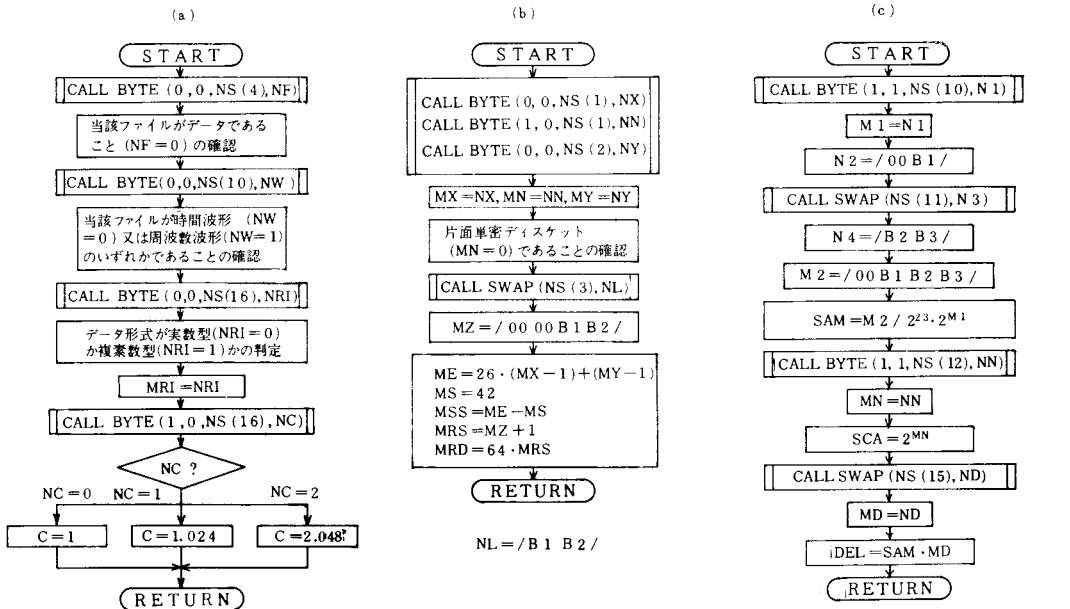 (a)
START
CALL BYTE (0,0,NS(4),NF)
当該ファイルがデータである
こと (NF=0) の確認
CALL BYTE(0,0,NS(10),NW)
当該ファイルが時間波形 (NW
=0) 又は周波数波形(NW=1)
のいずれかであることの確認
CALL BYTE(0,0,NS(16),NRI)
データ形式が実数型(NRI=0)
か複素数型(NRI=1)かの判定
MRI=NRI
CALL BYTE(1,0,NS(16),NC)
NC ?
NC=0 NC=1 NC=2
C=1 C=1.024 C=2.048
RETURN
(b)
START
CALL BYTE(0,0,NS(1),NX)
CALL BYTE(1,0,NS(1),NN)
CALL BYTE(0,0,NS(2),NY)
MX=NX, MN=NN, MY=NY
片面単密ディスケット
(MN=0) であることの確認
CALL SWAP(NS(3),NL)
MZ=/00 00 B1 B2/
ME=26・(MX-1)+(MY-1)
MS=42
MSS=ME-MS
MRS=MZ+1
MRD=64・MRS
RETURN
NL=/B1 B2/
(c)
START
CALL BYTE(1,1,NS(10),N1)
M1=N1
N2=/00 B1/
CALL SWAP(NS(11),N3)
N4=/B2 B3/
M2=/00 B1 B2 B3/
SAM=M2/2²³・2ᴹ¹
CALL BYTE(1,1,NS(12),NN)
MN=NN
SCA=2ᴹᴺ
CALL SWAP(NS(15),ND)
MD=ND
DEL=SAM・MD
RETURN